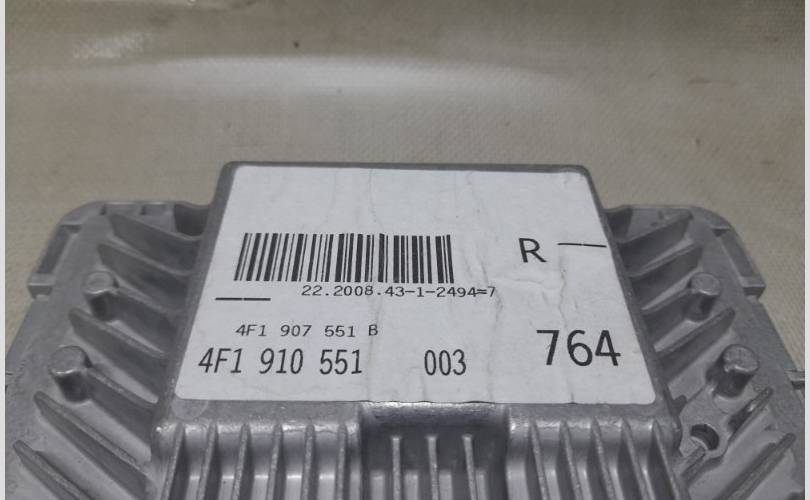 R —
22.2008.43-1-2494=7
4F1 907 551 B
4F1 910 551 003 764